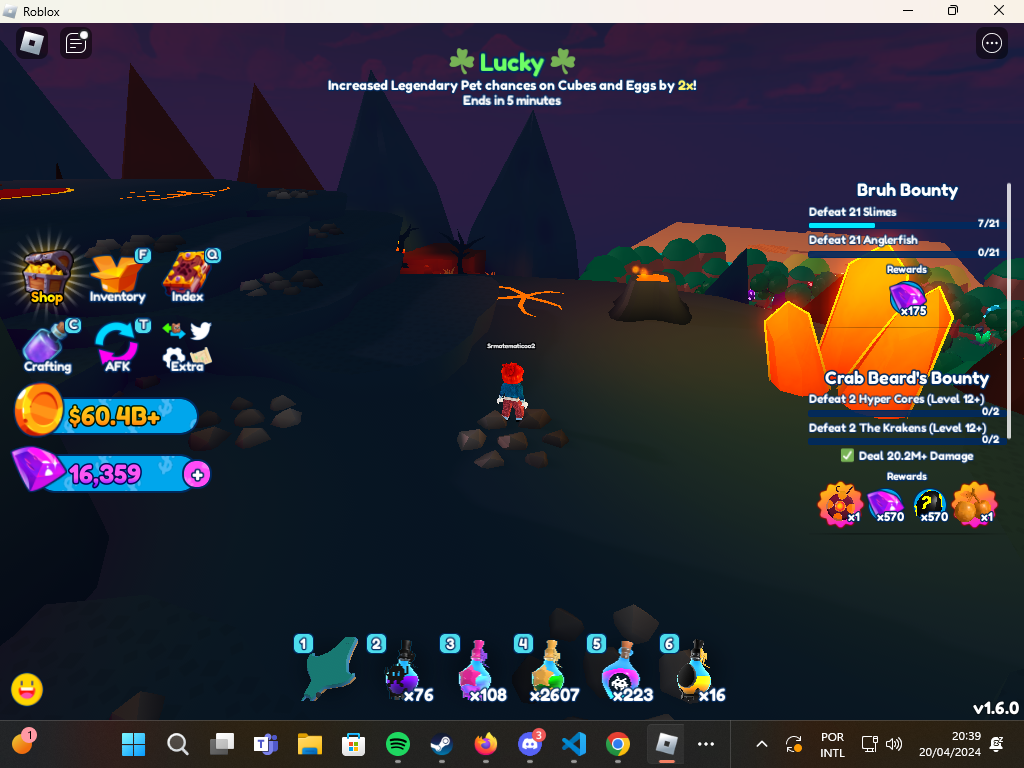 Roblox
Lucky
Increased Legendary Pet chances on Cubes and Eggs by 2x!
Ends in 5 minutes
Bruh Bounty
Defeat 21 Slimes
7/21
Defeat 21 Anglerfish
0/21
Rewards
x175
Crab Beard's Bounty
Defeat 2 Hyper Cores (Level 12+)
0/2
Defeat 2 The Krakens (Level 12+)
0/2
Deal 20.2M+ Damage
Rewards
x1 x570 x570 x1
F Q
Shop Inventory Index
C T
Crafting AFK Extra
$60.4B+
16,359
Srmatematicoo2
1 2 3 4 5 6
x76 x108 x2607 x223 x16
v1.6.0
1
3
POR
INTL
20:39
20/04/2024